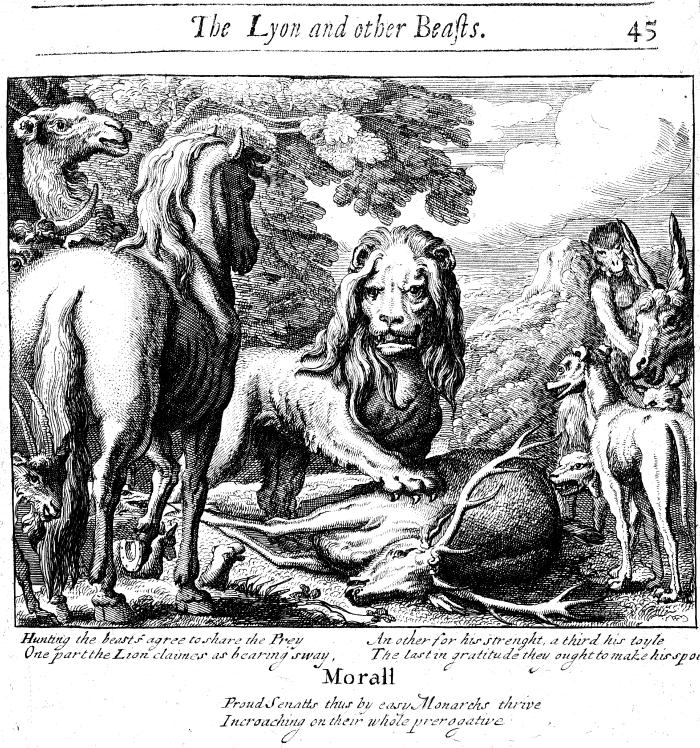 The Lyon and other Beaſts. 45
Hunting the beasts agree to share the Prey
One part the Lion claimes as bearing sway,
An other for his strenght, a third his toyle
The last in gratitude they ought to make his spo
Morall
Proud Senatts thus by easy Monarchs thrive
Incroaching on their whole prerogative